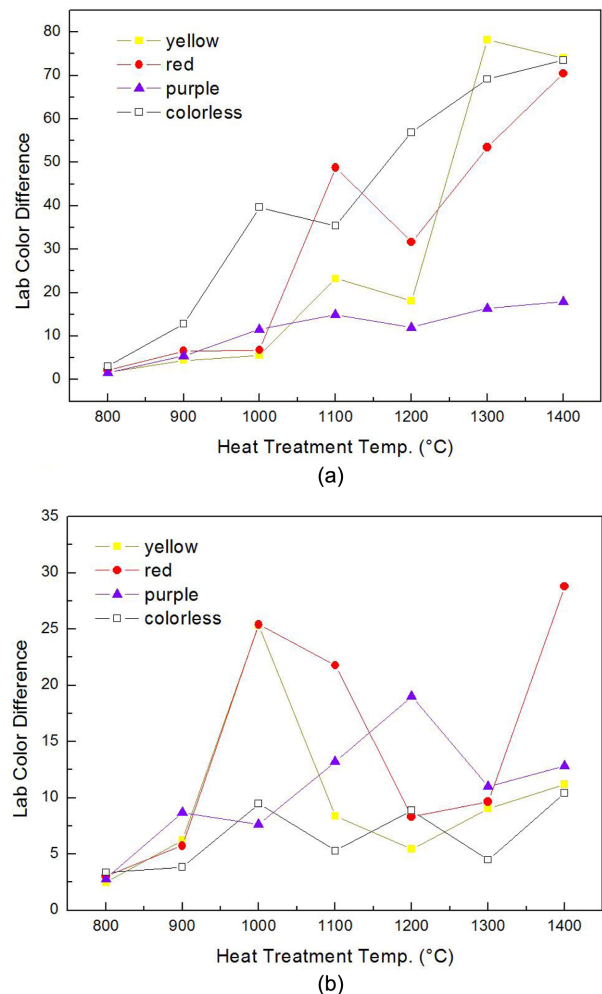 80
70
60
50
40
30
20
10
0
yellow
red
purple
colorless
Lab Color Difference
800 900 1000 1100 1200 1300 1400
Heat Treatment Temp. (°C)
(a)
35
30
25
20
15
10
5
0
yellow
red
purple
colorless
Lab Color Difference
800 900 1000 1100 1200 1300 1400
Heat Treatment Temp. (°C)
(b)